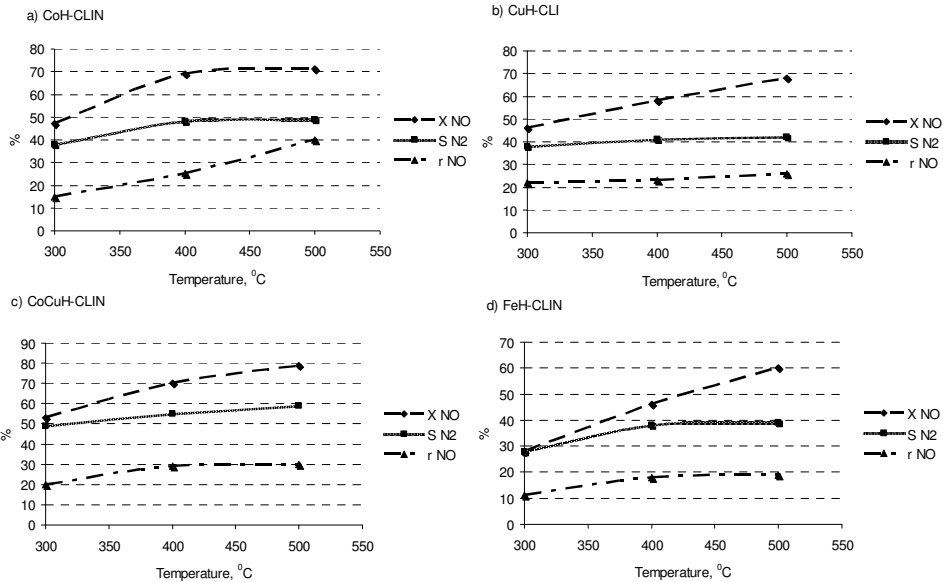 a) CoH-CLIN
80
70
60
50
40
30
20
10
0
%
300 350 400 450 500 550
Temperature, ⁰C
X NO
S N2
r NO
b) CuH-CLI
80
70
60
50
40
30
20
10
0
%
300 350 400 450 500 550
Temperature, ⁰C
X NO
S N2
r NO
c) CoCuH-CLIN
90
80
70
60
50
40
30
20
10
0
%
300 350 400 450 500 550
Temperature, ⁰C
X NO
S N2
r NO
d) FeH-CLIN
70
60
50
40
30
20
10
0
%
300 350 400 450 500 550
Temperature, ⁰C
X NO
S N2
r NO